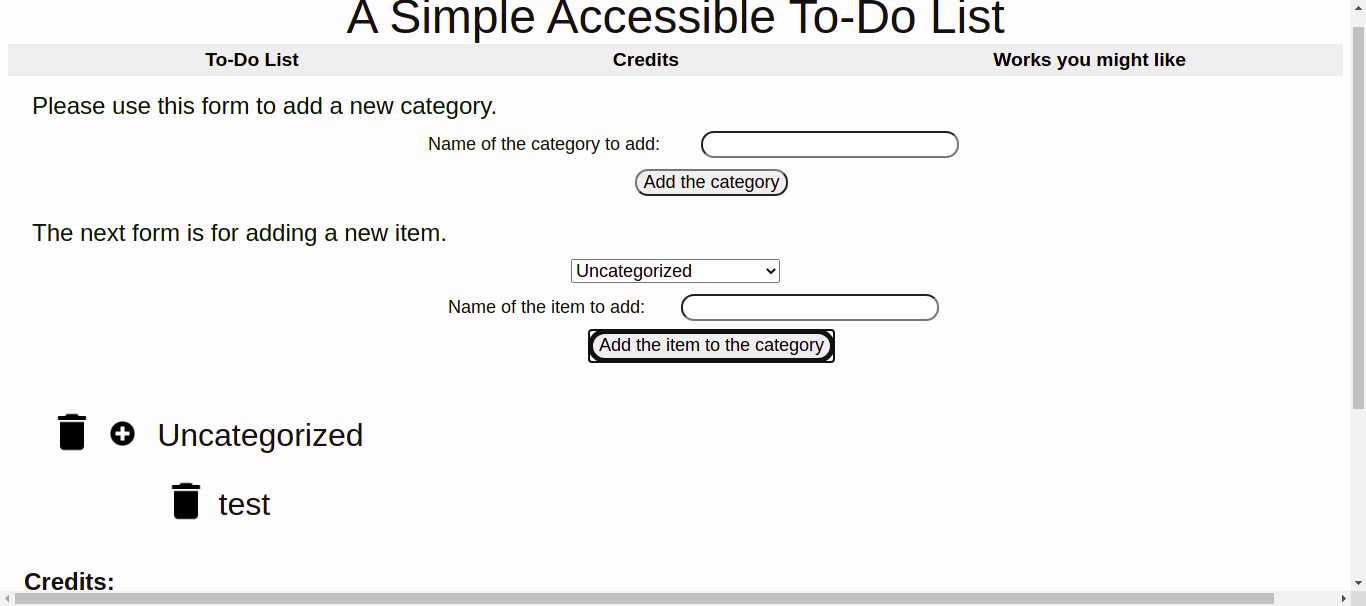 A Simple Accessible To-Do List
To-Do List Credits Works you might like
Please use this form to add a new category.
Name of the category to add:
Add the category
The next form is for adding a new item.
Uncategorized
Name of the item to add:
Add the item to the category
Uncategorized
test
Credits: